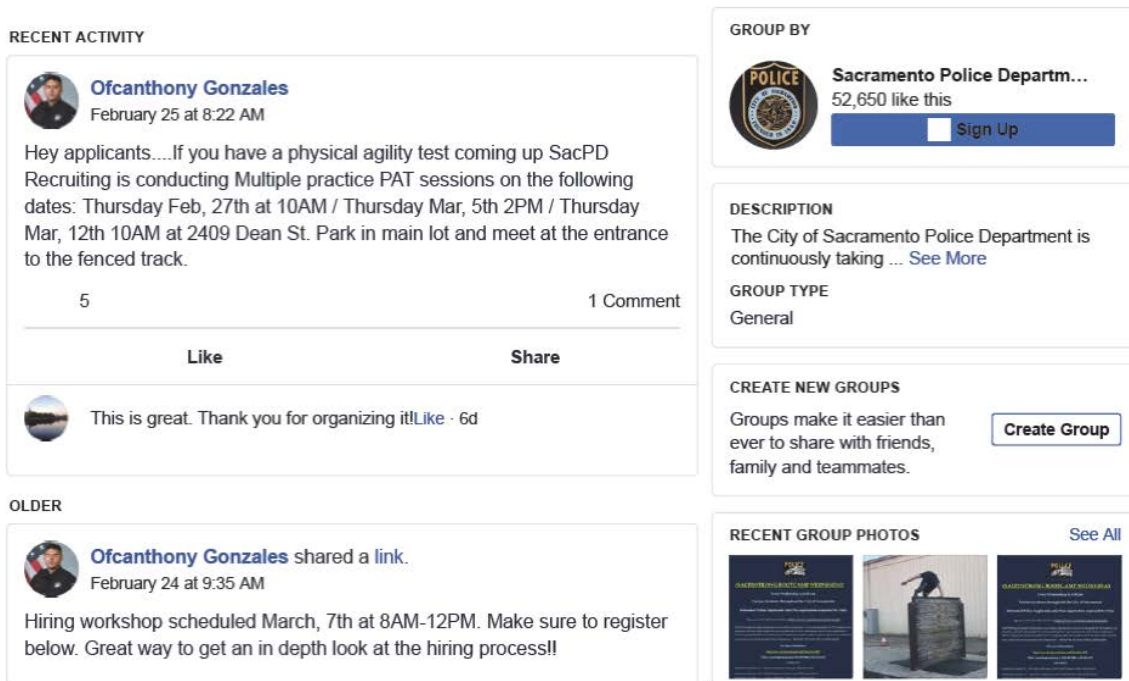 RECENT ACTIVITY
Ofcanthony Gonzales
February 25 at 8:22 AM
Hey applicants....If you have a physical agility test coming up SacPD
Recruiting is conducting Multiple practice PAT sessions on the following
dates: Thursday Feb, 27th at 10AM / Thursday Mar, 5th 2PM / Thursday
Mar, 12th 10AM at 2409 Dean St. Park in main lot and meet at the entrance
to the fenced track.
5
1 Comment
Like
Share
This is great. Thank you for organizing it!Like · 6d
OLDER
Ofcanthony Gonzales shared a link.
February 24 at 9:35 AM
Hiring workshop scheduled March, 7th at 8AM-12PM. Make sure to register
below. Great way to get an in depth look at the hiring process!!
GROUP BY
POLICE
Sacramento Police Departm...
52,650 like this
Sign Up
DESCRIPTION
The City of Sacramento Police Department is
continuously taking ... See More
GROUP TYPE
General
CREATE NEW GROUPS
Groups make it easier than
ever to share with friends,
family and teammates.
Create Group
RECENT GROUP PHOTOS
See All